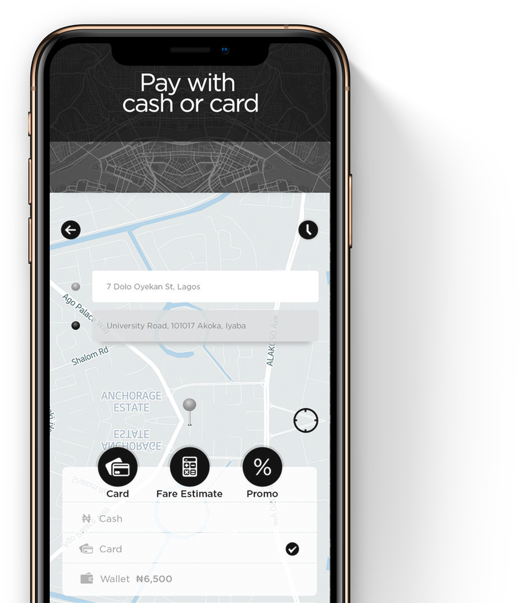 Pay with
cash or card
7 Dolo Oyekan St, Lagos
University Road, 101017 Akoka, Iyaba
Ago Palace
Shalom Rd
ANCHORAGE
ESTATE
ESTATE
ANCHORAGE
Card
Fare Estimate
Promo
₦ Cash
Card
Wallet ₦6,500